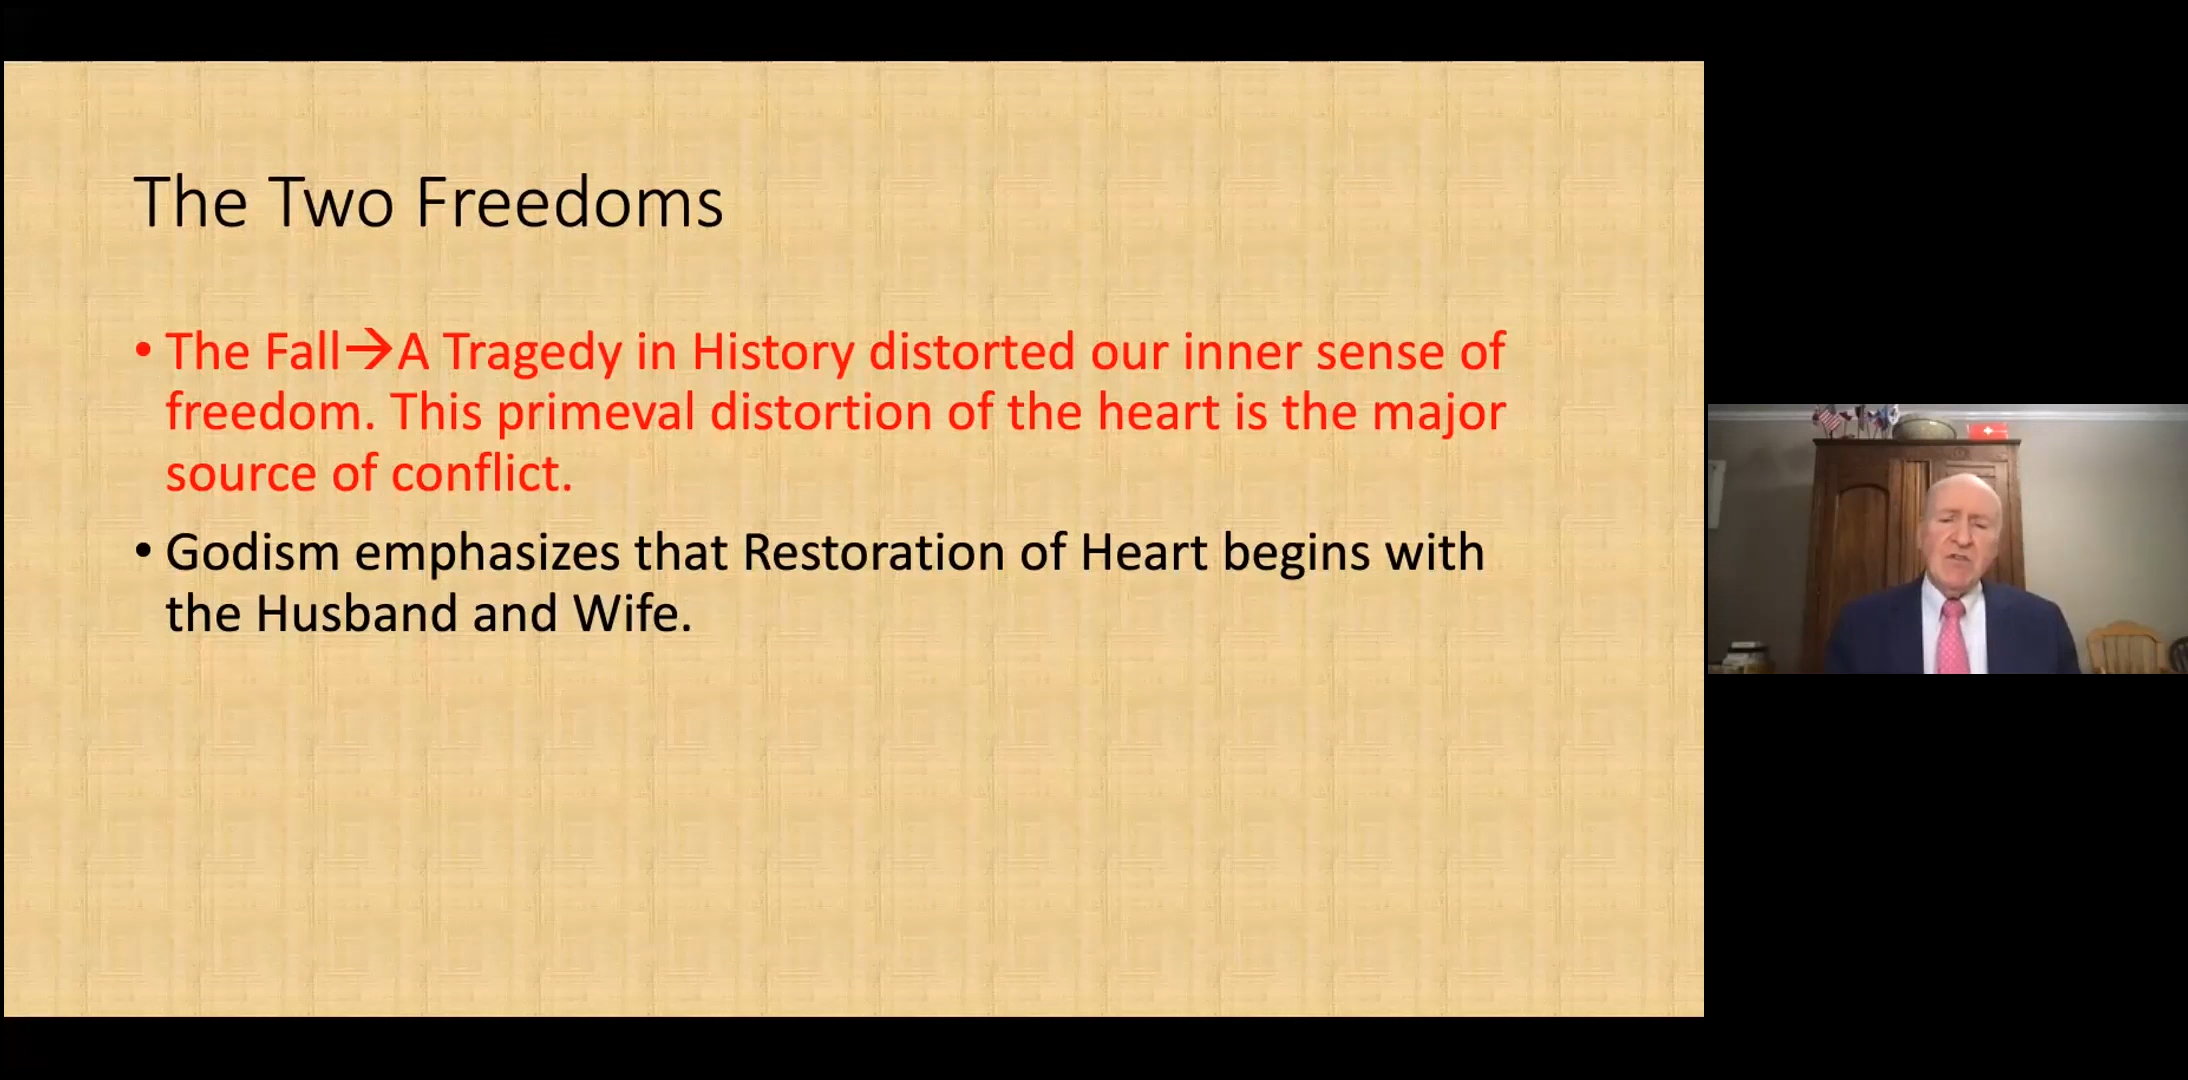 The Two Freedoms
• The Fall→A Tragedy in History distorted our inner sense of
freedom. This primeval distortion of the heart is the major
source of conflict.
• Godism emphasizes that Restoration of Heart begins with
the Husband and Wife.